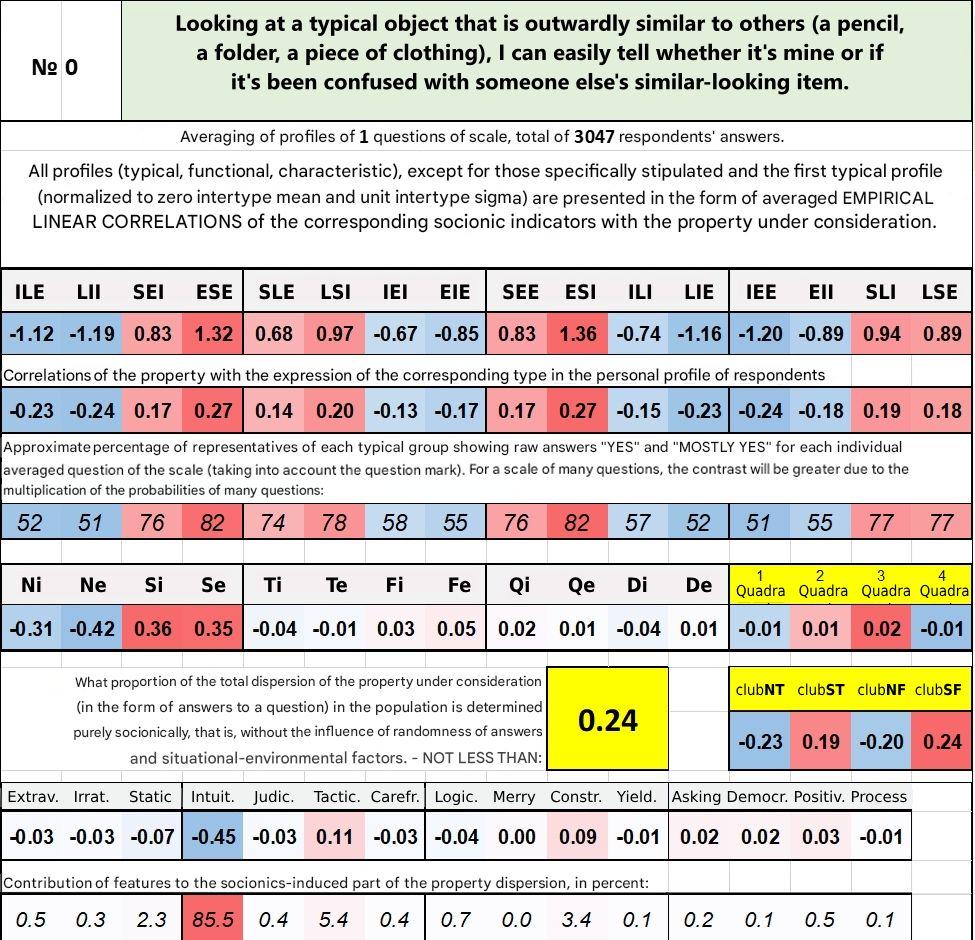 Looking at a typical object that is outwardly similar to others (a pencil,
№ 0 a folder, a piece of clothing), I can easily tell whether it's mine or if
it's been confused with someone else's similar-looking item.
Averaging of profiles of 1 questions of scale, total of 3047 respondents' answers.
All profiles (typical, functional, characteristic), except for those specifically stipulated and the first typical profile
(normalized to zero intertype mean and unit intertype sigma) are presented in the form of averaged EMPIRICAL
LINEAR CORRELATIONS of the corresponding socionic indicators with the property under consideration.
ILE LII SEI ESE SLE LSI IEI EIE SEE ESI ILI LIE IEE EII SLI LSE
-1.12 -1.19 0.83 1.32 0.68 0.97 -0.67 -0.85 0.83 1.36 -0.74 -1.16 -1.20 -0.89 0.94 0.89
Correlations of the property with the expression of the corresponding type in the personal profile of respondents
-0.23 -0.24 0.17 0.27 0.14 0.20 -0.13 -0.17 0.17 0.27 -0.15 -0.23 -0.24 -0.18 0.19 0.18
Approximate percentage of representatives of each typical group showing raw answers "YES" and "MOSTLY YES" for each individual
averaged question of the scale (taking into account the question mark). For a scale of many questions, the contrast will be greater due to the
multiplication of the probabilities of many questions:
52 51 76 82 74 78 58 55 76 82 57 52 51 55 77 77
Ni Ne Si Se Ti Te Fi Fe Qi Qe Di De 1 Quadra 2 Quadra 3 Quadra 4 Quadra
-0.31 -0.42 0.36 0.35 -0.04 -0.01 0.03 0.05 0.02 0.01 -0.04 0.01 -0.01 0.01 0.02 -0.01
What proportion of the total dispersion of the property under consideration
(in the form of answers to a question) in the population is determined
purely socionically, that is, without the influence of randomness of answers
and situational-environmental factors. - NOT LESS THAN:
0.24
clubNT clubST clubNF clubSF
-0.23 0.19 -0.20 0.24
Extrav. Irrat. Static Intuit. Judic. Tactic. Carefr. Logic. Merry Constr. Yield. Asking Democr. Positiv. Process
-0.03 -0.03 -0.07 -0.45 -0.03 0.11 -0.03 -0.04 0.00 0.09 -0.01 0.02 0.02 0.03 -0.01
Contribution of features to the socionics-induced part of the property dispersion, in percent:
0.5 0.3 2.3 85.5 0.4 5.4 0.4 0.7 0.0 3.4 0.1 0.2 0.1 0.5 0.1